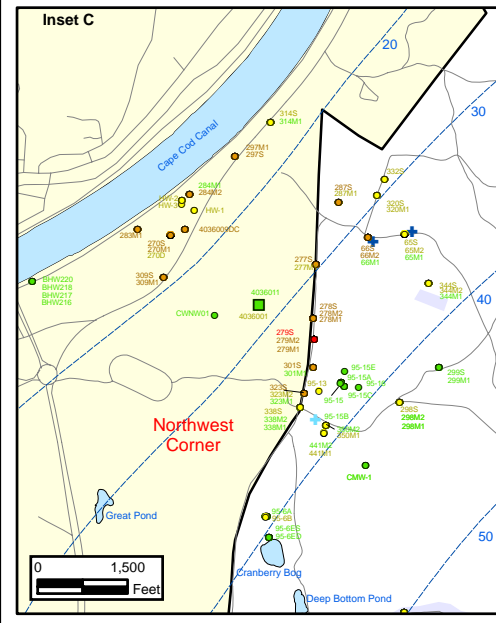 Inset C
20
30
314S
314M1
Cape Cod Canal
297M1
297S
332S
284M1
284M2
HW-1
287S
287M1
320S
320M1
283M1
4036009DC
270S
270M1
270D
66S
66M2
66M1
65S
65M2
65M1
277S
309S
309M1
BHW220
BHW218
BHW217
BHW216
4036011
4036001
CWNW01
344S
344M1
40
278S
278M2
278M1
279S
279M2
279M1
301S
301M1
95-15E
95-15A
95-13
95-15
95-15C
299S
299M1
323S
323M2
323M1
338S
338M2
338M1
95-15B
298S
298M2
298M1
441M2
441M1
350M1
Northwest
Corner
CMW-1
Great Pond
95-6A
95-6B
95-6ES
95-6ED
50
Cranberry Bog
Deep Bottom Pond
0 1,500
Feet